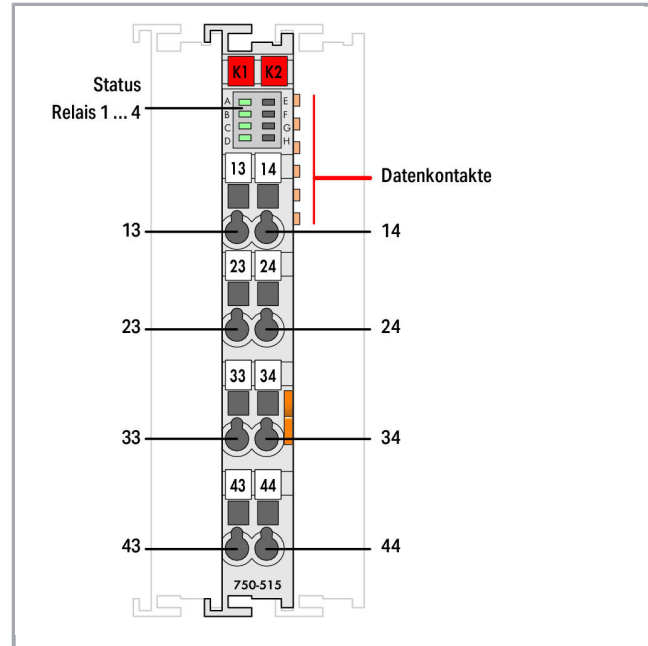 K1 K2
Status
Relais 1 ... 4
A E
B F
C G
D H
Datenkontakte
13 14
13 14
23 24
23 24
33 34
33 34
43 44
43 44
750-515